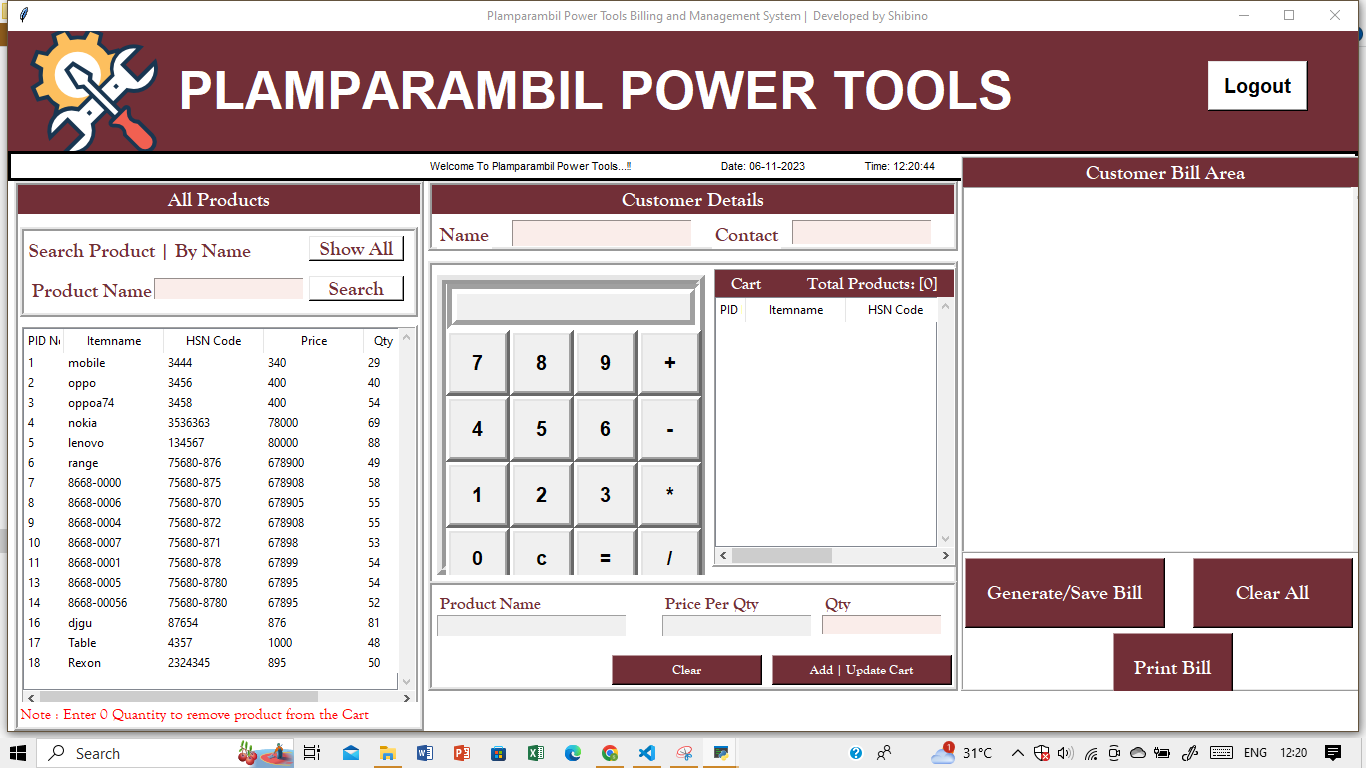 Plamparambil Power Tools Billing and Management System | Developed by Shibino
PLAMPARAMBIL POWER TOOLS
Logout
Welcome To Plamparambil Power Tools...!! Date: 06-11-2023 Time: 12:20:44
All Products
Search Product | By Name Show All
Product Name Search
PID No Itemname HSN Code Price Qty
1 mobile 3444 340 29
2 oppo 3456 400 40
3 oppoa74 3458 400 54
4 nokia 3536363 78000 69
5 lenovo 134567 80000 88
6 range 75680-876 678900 49
7 8668-0000 75680-875 678908 58
8 8668-0006 75680-870 678905 55
9 8668-0004 75680-872 678908 55
10 8668-0007 75680-871 67898 53
11 8668-0001 75680-878 67899 54
13 8668-0005 75680-8780 67895 54
14 8668-00056 75680-8780 67895 52
16 djgu 87654 876 81
17 Table 4357 1000 48
18 Rexon 2324345 895 50
Note : Enter 0 Quantity to remove product from the Cart
Customer Details
Name Contact
7 8 9 +
4 5 6 -
1 2 3 *
0 c = /
Cart Total Products: [0]
PID Itemname HSN Code
Product Name Price Per Qty Qty
Clear Add | Update Cart
Customer Bill Area
Generate/Save Bill Clear All
Print Bill
Search
1
31°C
ENG 12:20